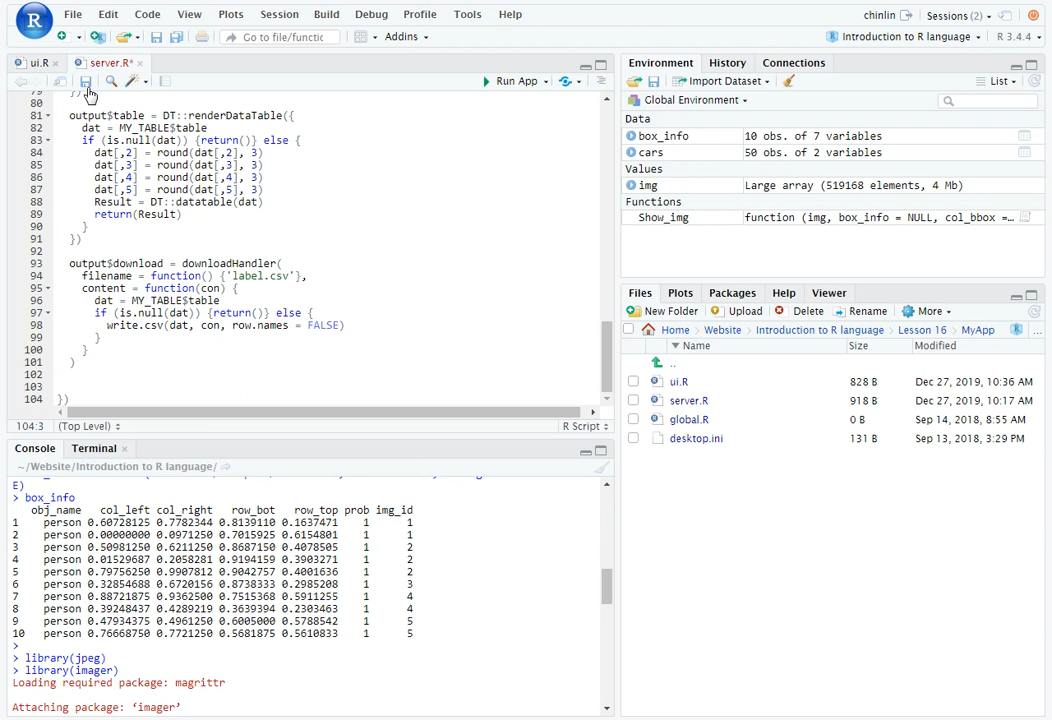 File Edit Code View Plots Session Build Debug Profile Tools Help chinlin Sessions (2)
Go to file/functic Addins Introduction to R language R 3.4.4
ui.R × server.R* ×
Run App
79 })
80
81 output$table = DT::renderDataTable({
82 dat = MY_TABLE$table
83 if (is.null(dat)) {return()} else {
84 dat[,2] = round(dat[,2], 3)
85 dat[,3] = round(dat[,3], 3)
86 dat[,4] = round(dat[,4], 3)
87 dat[,5] = round(dat[,5], 3)
88 Result = DT::datatable(dat)
89 return(Result)
90 }
91 })
92
93 output$download = downloadHandler(
94 filename = function() {'label.csv'},
95 content = function(con) {
96 dat = MY_TABLE$table
97 if (is.null(dat)) {return()} else {
98 write.csv(dat, con, row.names = FALSE)
99 }
100 }
101 )
102
103
104 })
104:3 (Top Level) R Script
Console Terminal ×
~/Website/Introduction to R language/
E)
> box_info
obj_name col_left col_right row_bot row_top prob img_id
1 person 0.60728125 0.7782344 0.8139110 0.1637471 1 1
2 person 0.00000000 0.0971250 0.7015925 0.6154801 1 1
3 person 0.50981250 0.6211250 0.8687150 0.4078505 1 2
4 person 0.01529687 0.2058281 0.9194159 0.3903271 1 2
5 person 0.79756250 0.9907812 0.9042757 0.4001636 1 2
6 person 0.32854688 0.6720156 0.8738333 0.2985208 1 3
7 person 0.88721875 0.9362500 0.7515368 0.5911255 1 4
8 person 0.39248437 0.4289219 0.3639394 0.2303463 1 4
9 person 0.47934375 0.4961250 0.6005000 0.5788542 1 5
10 person 0.76668750 0.7721250 0.5681875 0.5610833 1 5
>
> library(jpeg)
> library(imager)
Loading required package: magrittr
Attaching package: ‘imager’
Environment History Connections
Import Dataset List
Global Environment
Data
box_info 10 obs. of 7 variables
cars 50 obs. of 2 variables
Values
img Large array (519168 elements, 4 Mb)
Functions
Show_img function (img, box_info = NULL, col_bbox =…
Files Plots Packages Help Viewer
New Folder Upload Delete Rename More
Home Website Introduction to R language Lesson 16 MyApp ...
Name Size Modified
..
ui.R 828 B Dec 27, 2019, 10:36 AM
server.R 918 B Dec 27, 2019, 10:17 AM
global.R 0 B Sep 14, 2018, 8:55 AM
desktop.ini 131 B Sep 13, 2018, 3:29 PM